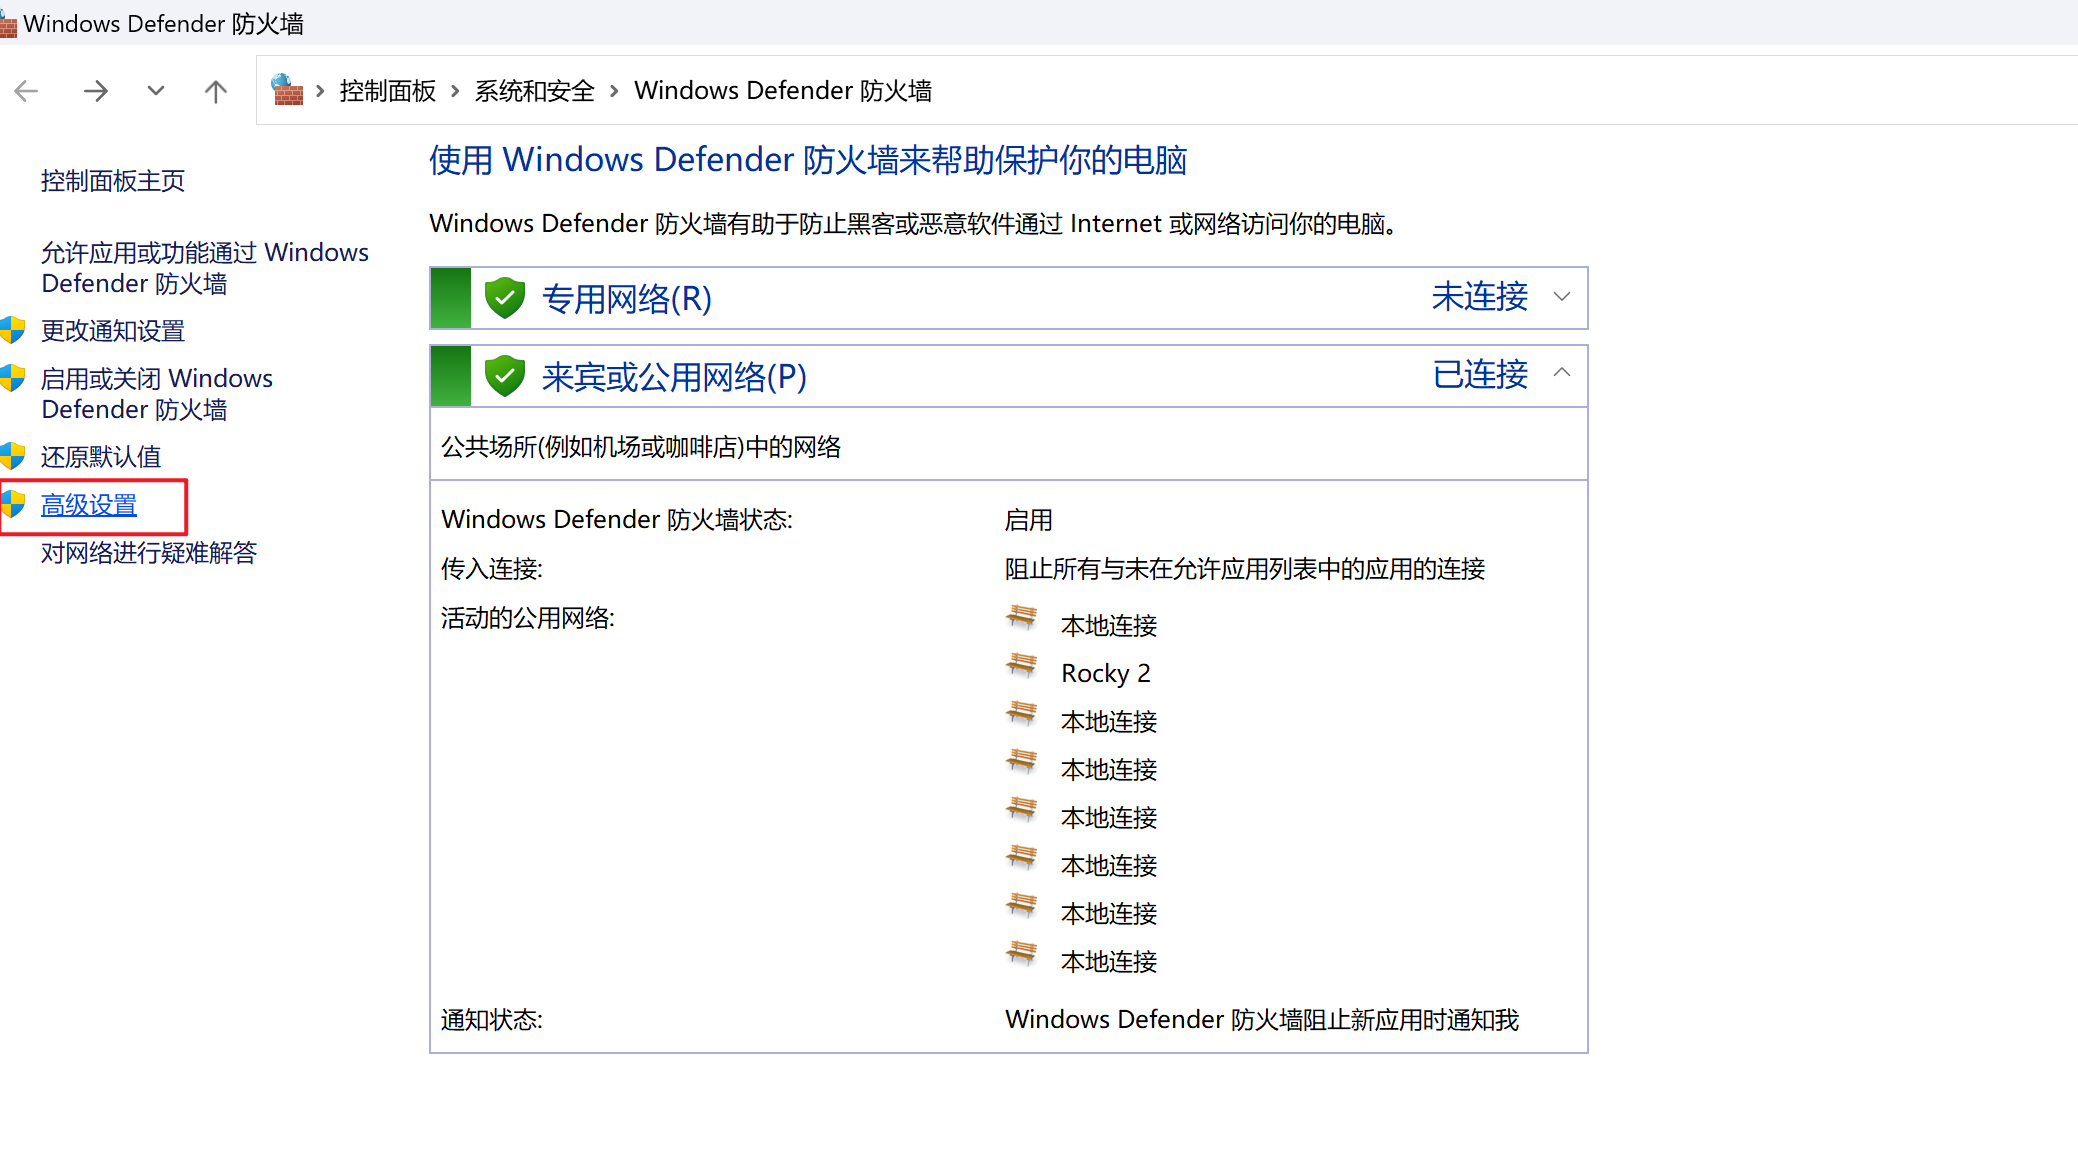 Windows Defender 防火墙
控制面板 › 系统和安全 › Windows Defender 防火墙
控制面板主页
允许应用或功能通过 Windows
Defender 防火墙
更改通知设置
启用或关闭 Windows
Defender 防火墙
还原默认值
高级设置
对网络进行疑难解答
使用 Windows Defender 防火墙来帮助保护你的电脑
Windows Defender 防火墙有助于防止黑客或恶意软件通过 Internet 或网络访问你的电脑。
专用网络(R) 未连接
来宾或公用网络(P) 已连接
公共场所(例如机场或咖啡店)中的网络
Windows Defender 防火墙状态: 启用
传入连接: 阻止所有与未在允许应用列表中的应用的连接
活动的公用网络: 本地连接
Rocky 2
本地连接
本地连接
本地连接
本地连接
本地连接
本地连接
通知状态: Windows Defender 防火墙阻止新应用时通知我